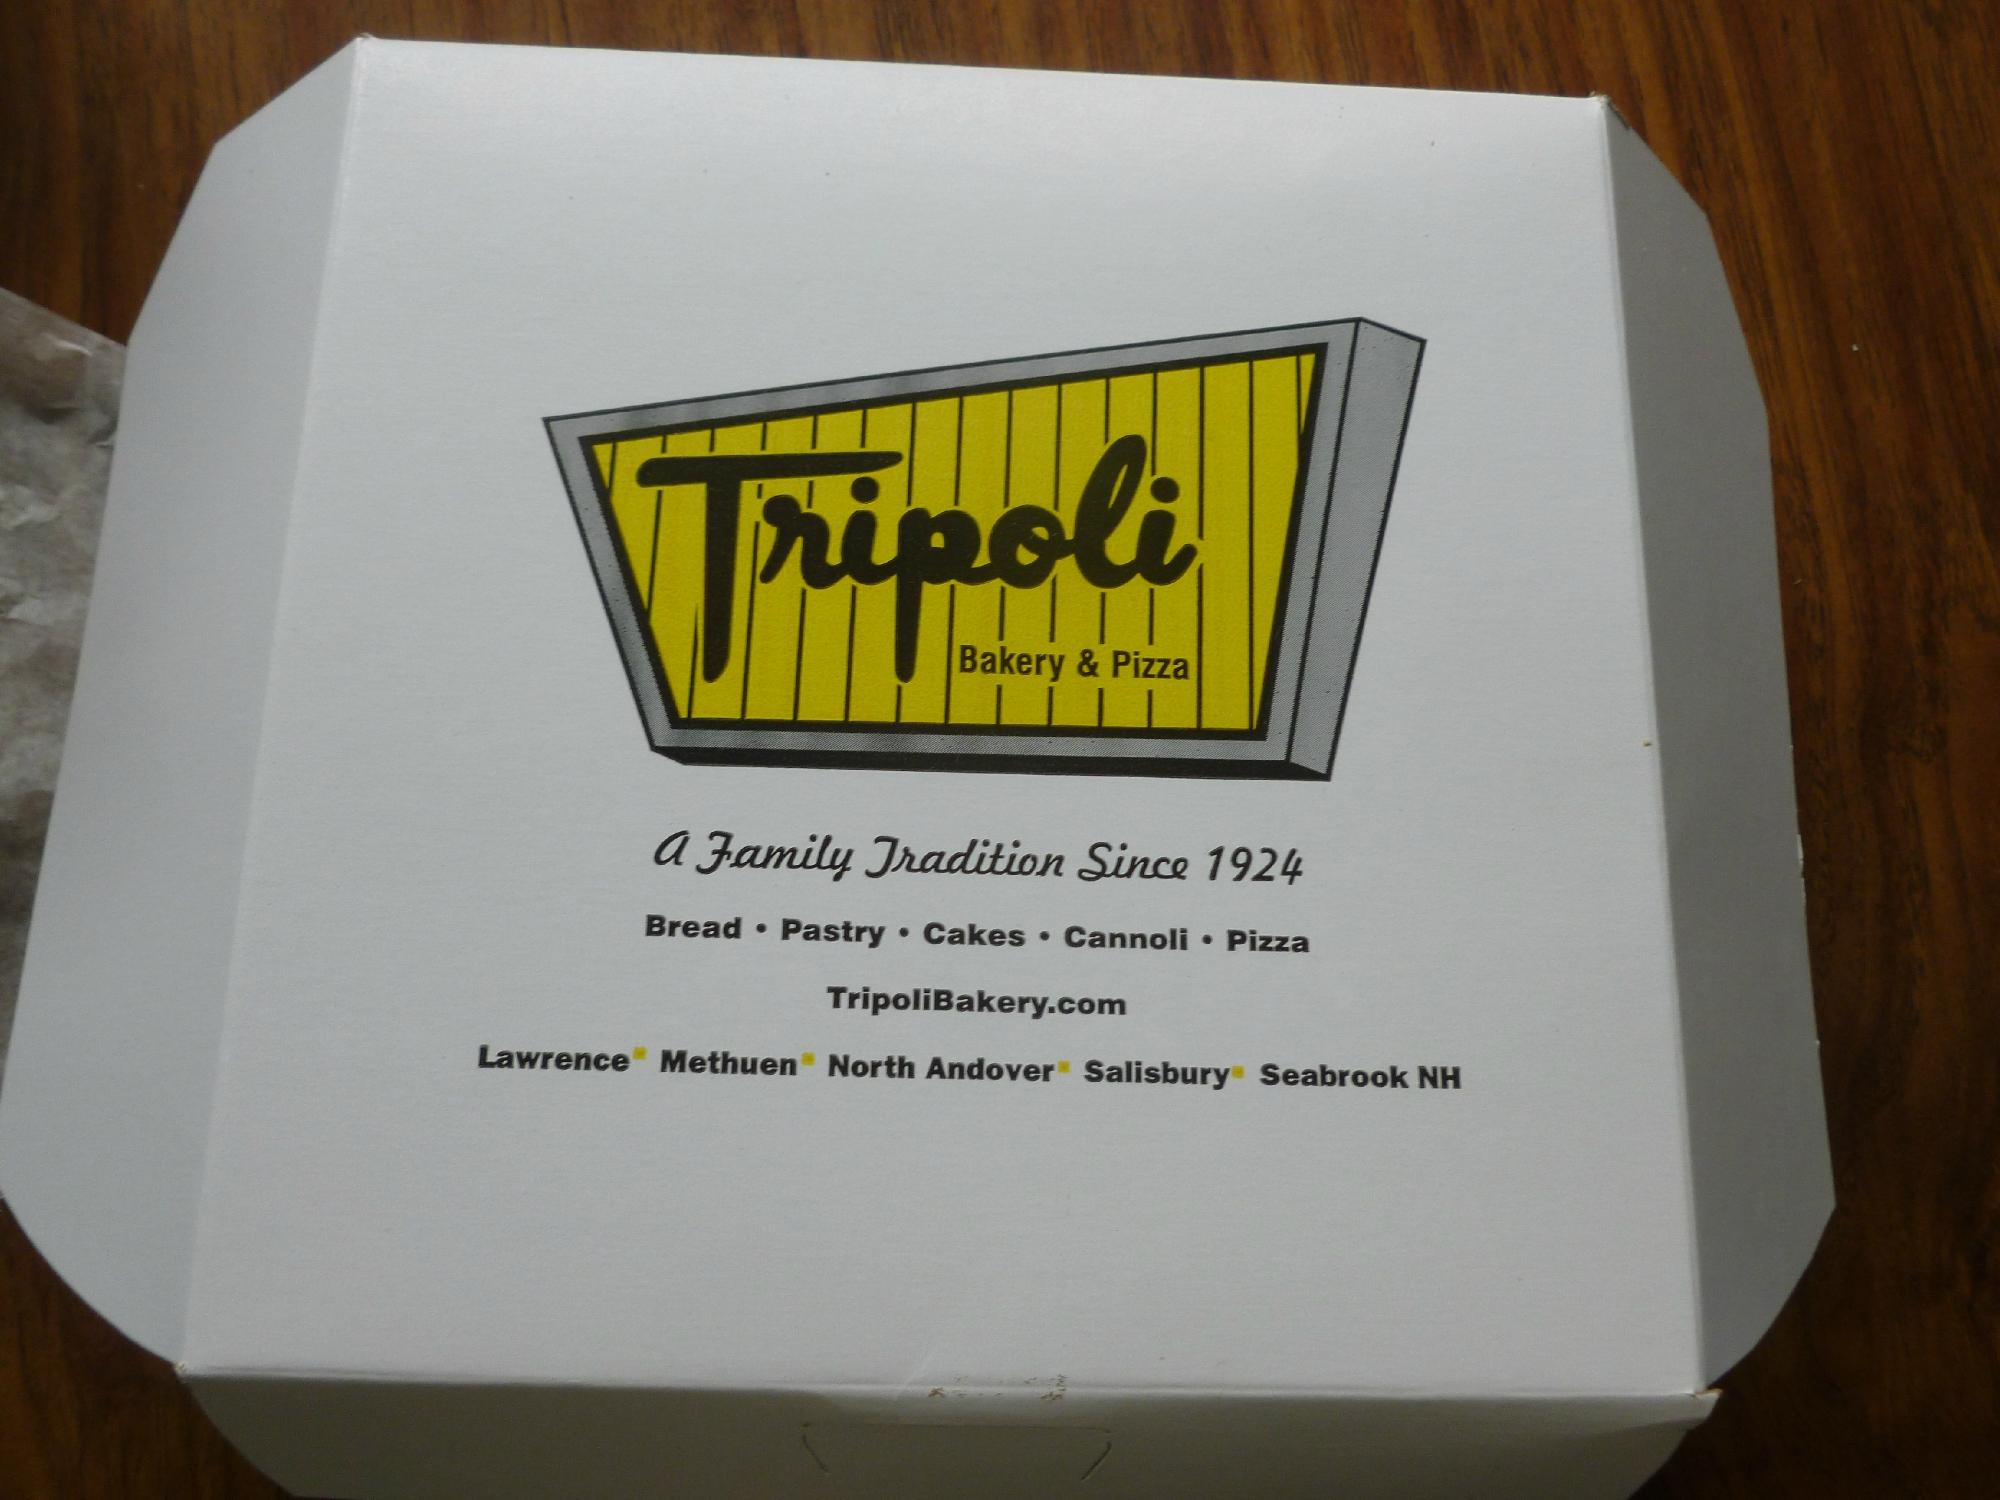 Tripoli
Bakery & Pizza
A Family Tradition Since 1924
Bread • Pastry • Cakes • Cannoli • Pizza
TripoliBakery.com
Lawrence▪ Methuen▪ North Andover▪ Salisbury▪ Seabrook NH